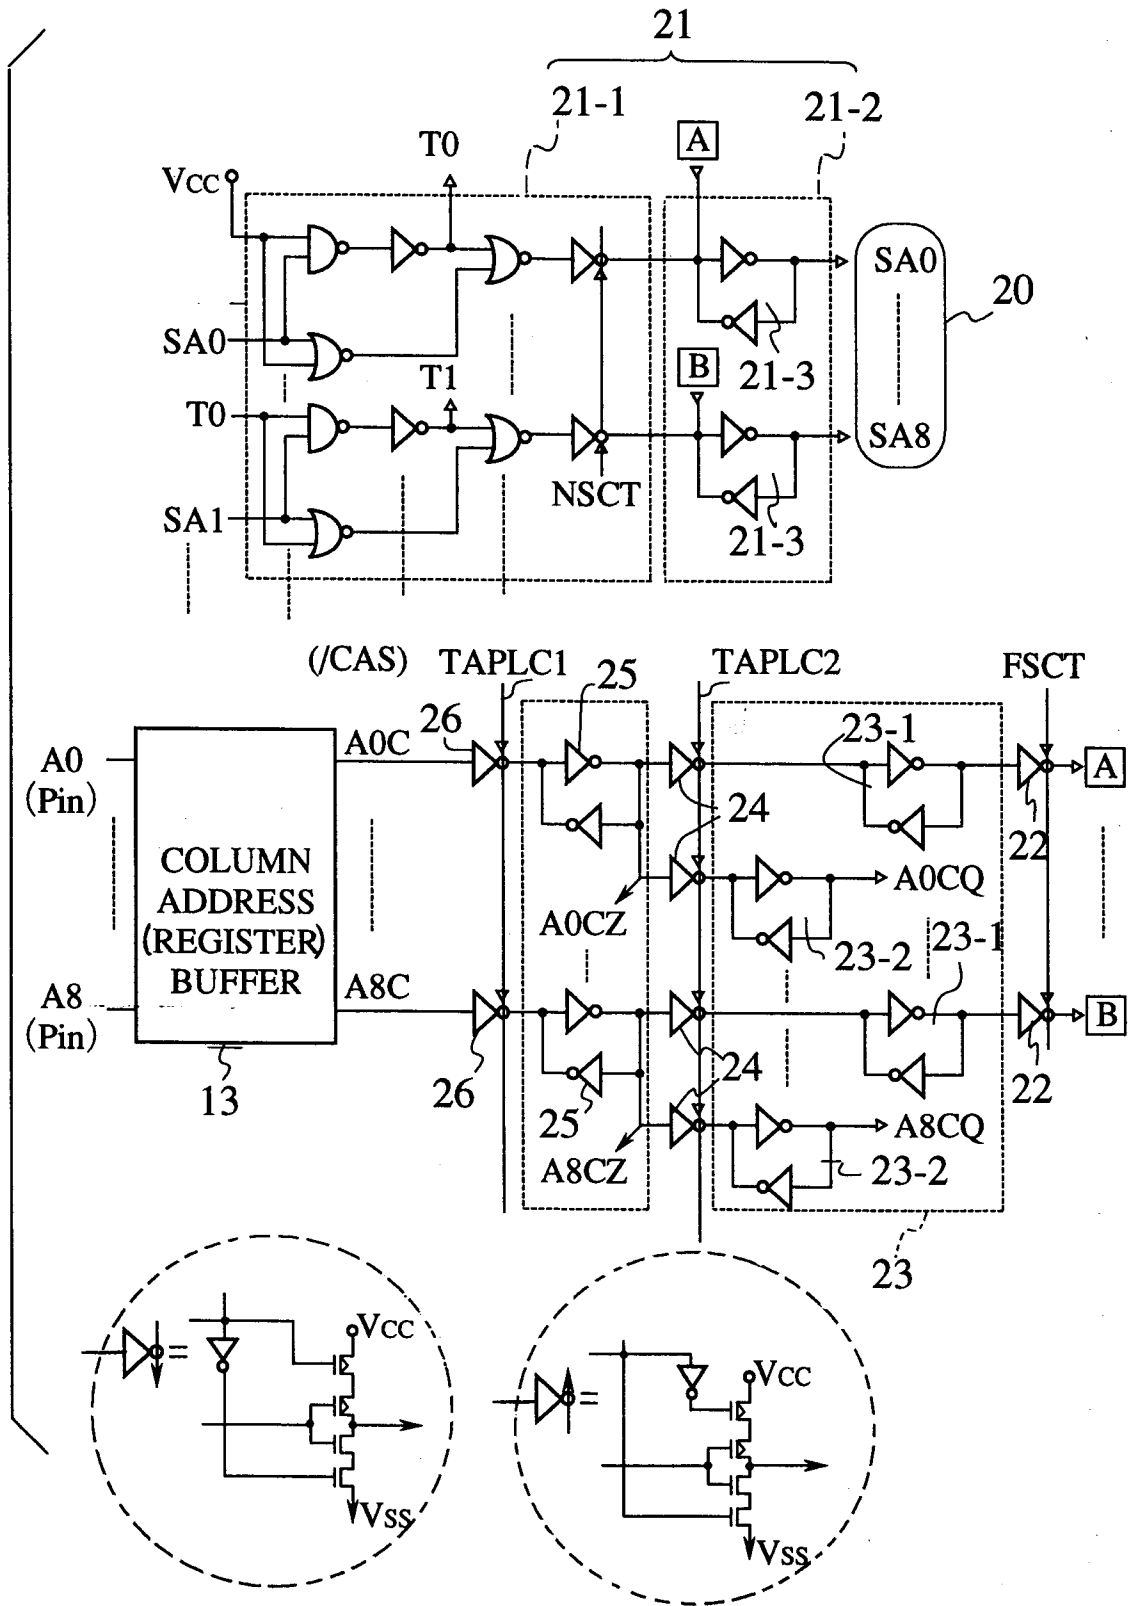 21
21-1
21-2
T0
A
VCC
SA0
20
SA0
T1
B
21-3
T0
SA8
NSCT
SA1
21-3
(/CAS)
TAPLC1
25
TAPLC2
FSCT
26
23-1
A0
(Pin)
A0C
A
24
22
COLUMN
ADDRESS
(REGISTER)
BUFFER
A0CQ
A0CZ
23-2
23-1
A8
(Pin)
A8C
B
13
26
25
24
22
A8CQ
A8CZ
23-2
23
=
VCC
VSS
=
VCC
VSS